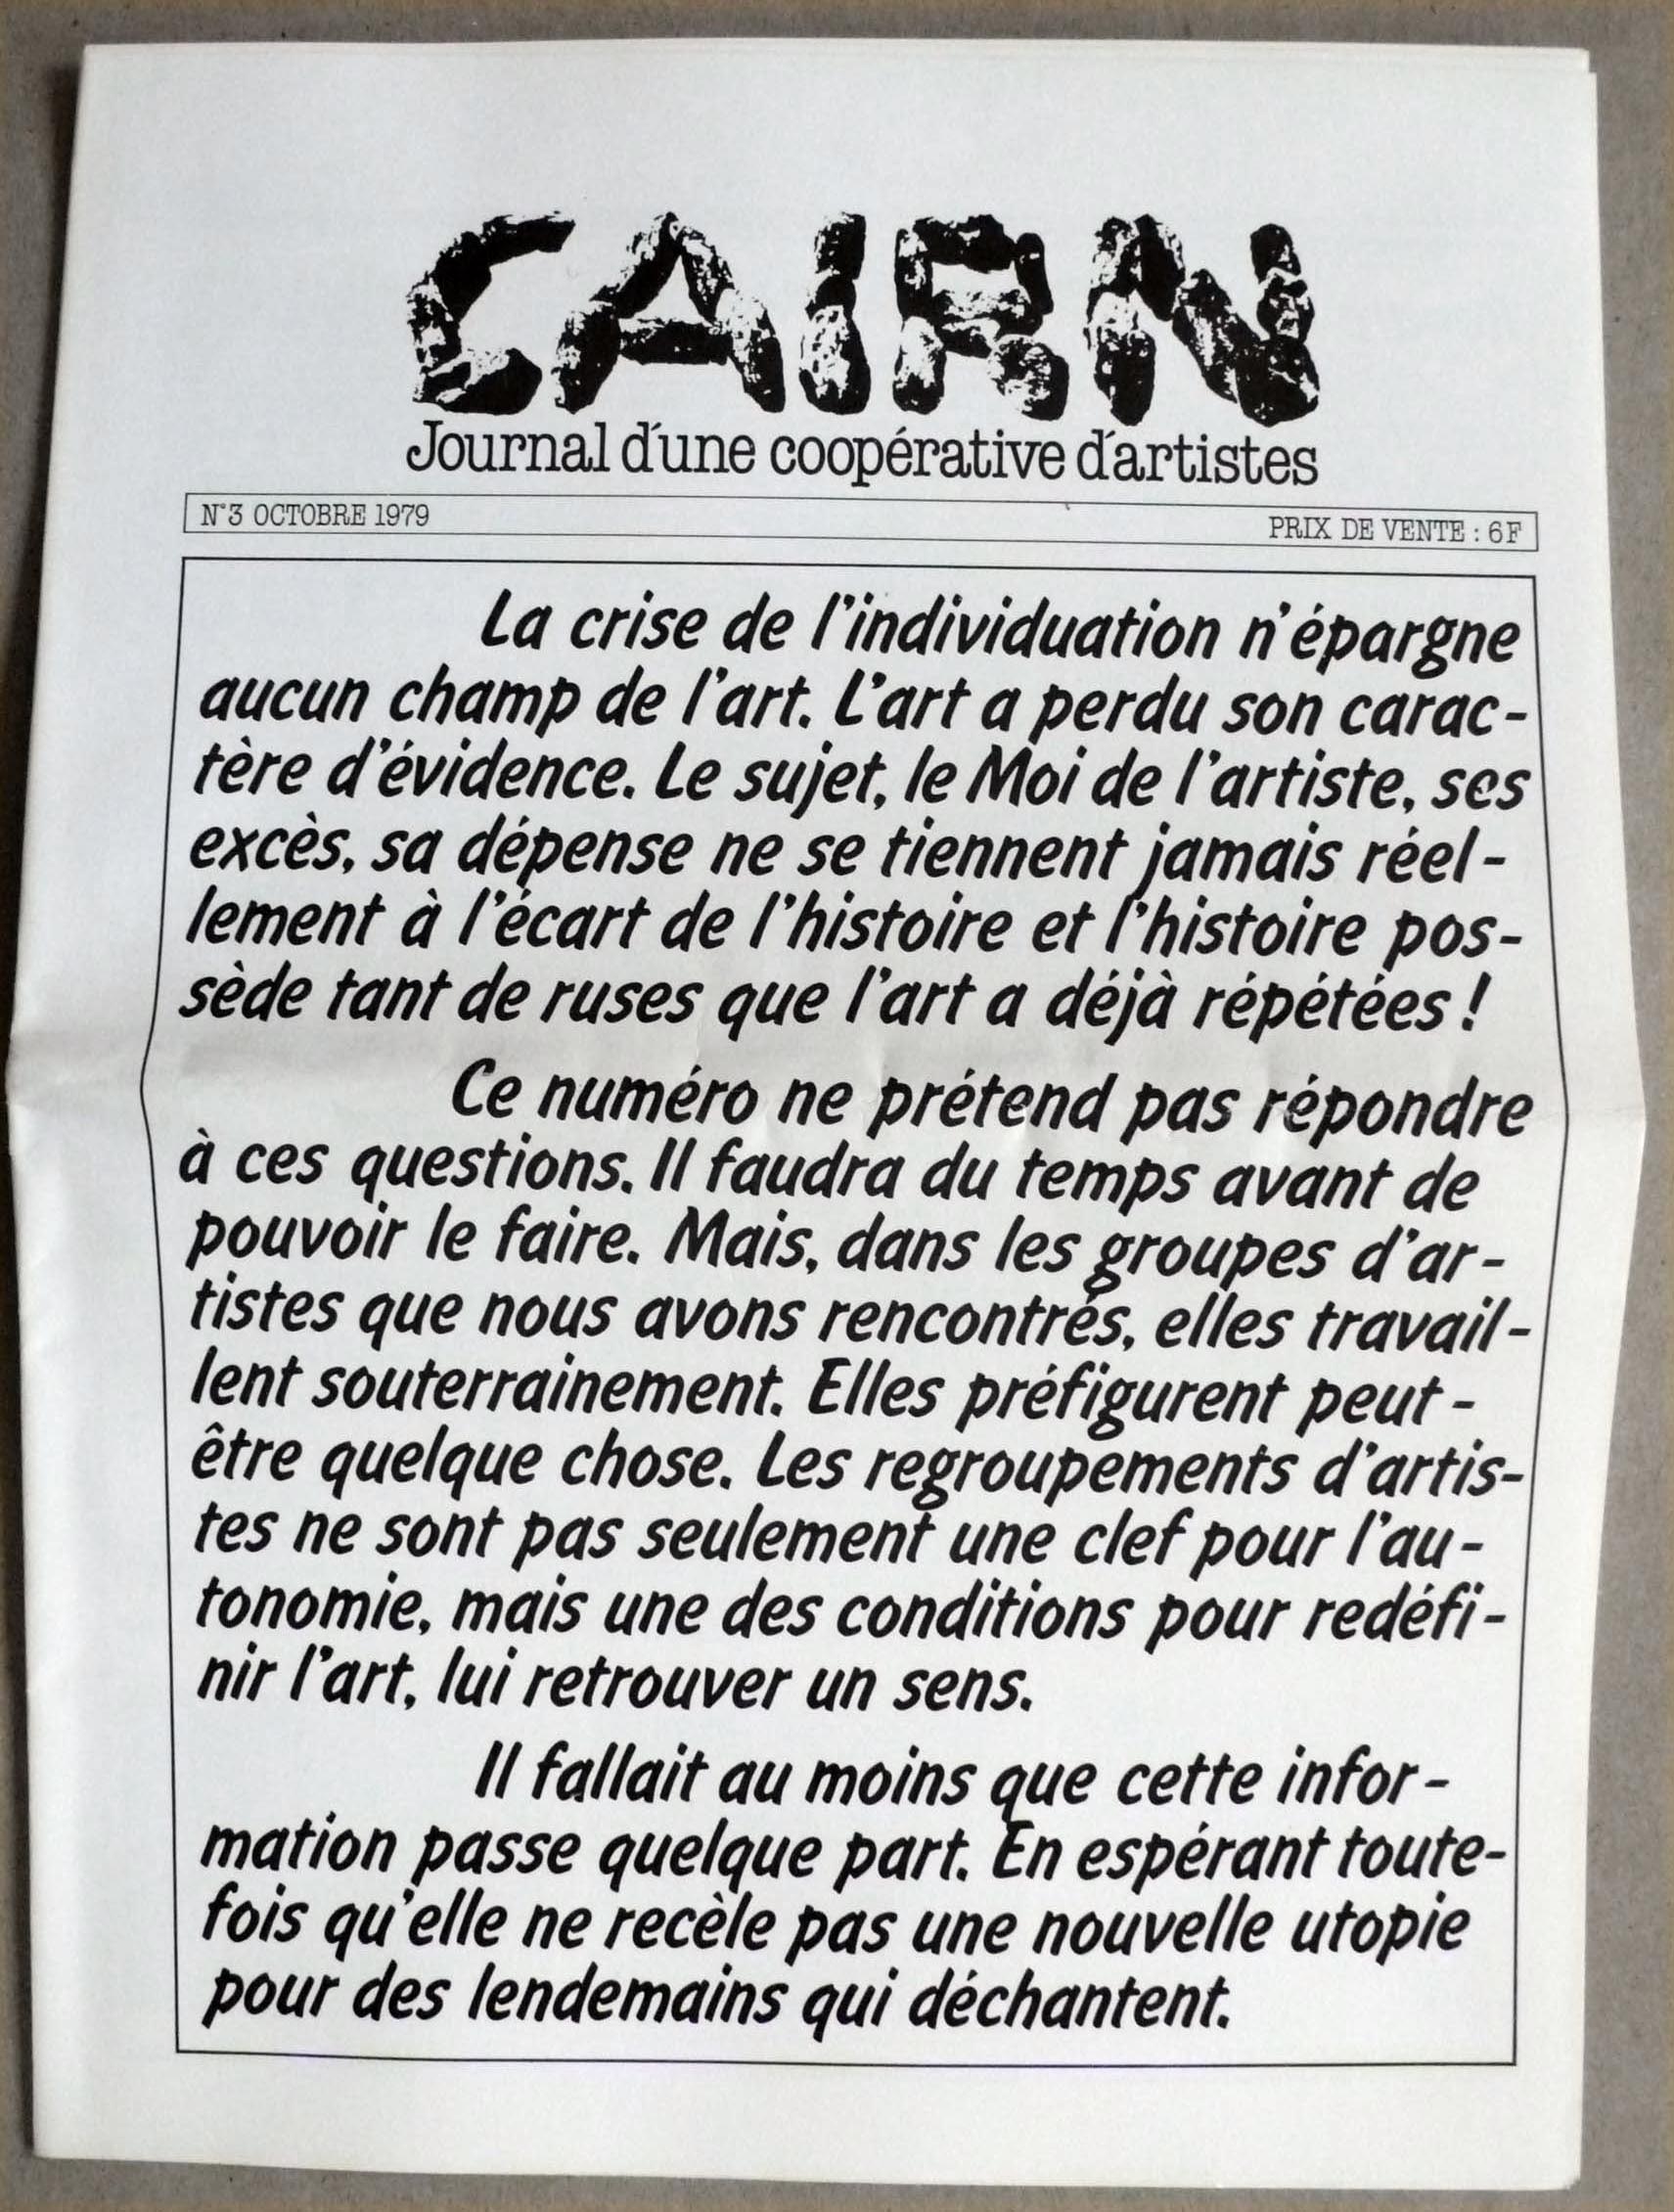 CAIRN
Journal d'une coopérative d'artistes
N°3 OCTOBRE 1979
PRIX DE VENTE : 6F
La crise de l'individuation n'épargne
aucun champ de l'art. L'art a perdu son carac-
tère d'évidence. Le sujet, le Moi de l'artiste, ses
excès, sa dépense ne se tiennent jamais réel-
lement à l'écart de l'histoire et l'histoire pos-
sède tant de ruses que l'art a déjà répétées !
Ce numéro ne prétend pas répondre
à ces questions. Il faudra du temps avant de
pouvoir le faire. Mais, dans les groupes d'ar-
tistes que nous avons rencontrés, elles travail-
lent souterrainement. Elles préfigurent peut-
être quelque chose. Les regroupements d'artis-
tes ne sont pas seulement une clef pour l'au-
tonomie, mais une des conditions pour redéfi-
nir l'art, lui retrouver un sens.
Il fallait au moins que cette infor-
mation passe quelque part. En espérant toute-
fois qu'elle ne recèle pas une nouvelle utopie
pour des lendemains qui déchantent.